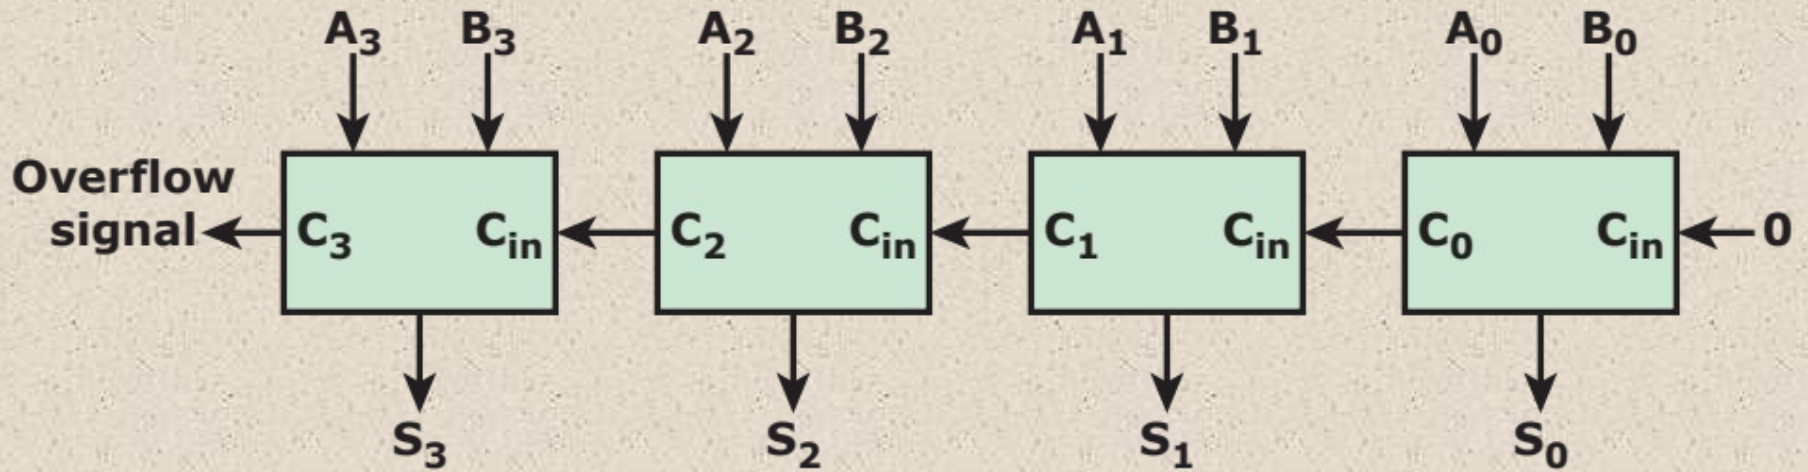 A₃ B₃ A₂ B₂ A₁ B₁ A₀ B₀
Overflow
signal C₃ Cᵢₙ C₂ Cᵢₙ C₁ Cᵢₙ C₀ Cᵢₙ 0
S₃ S₂ S₁ S₀